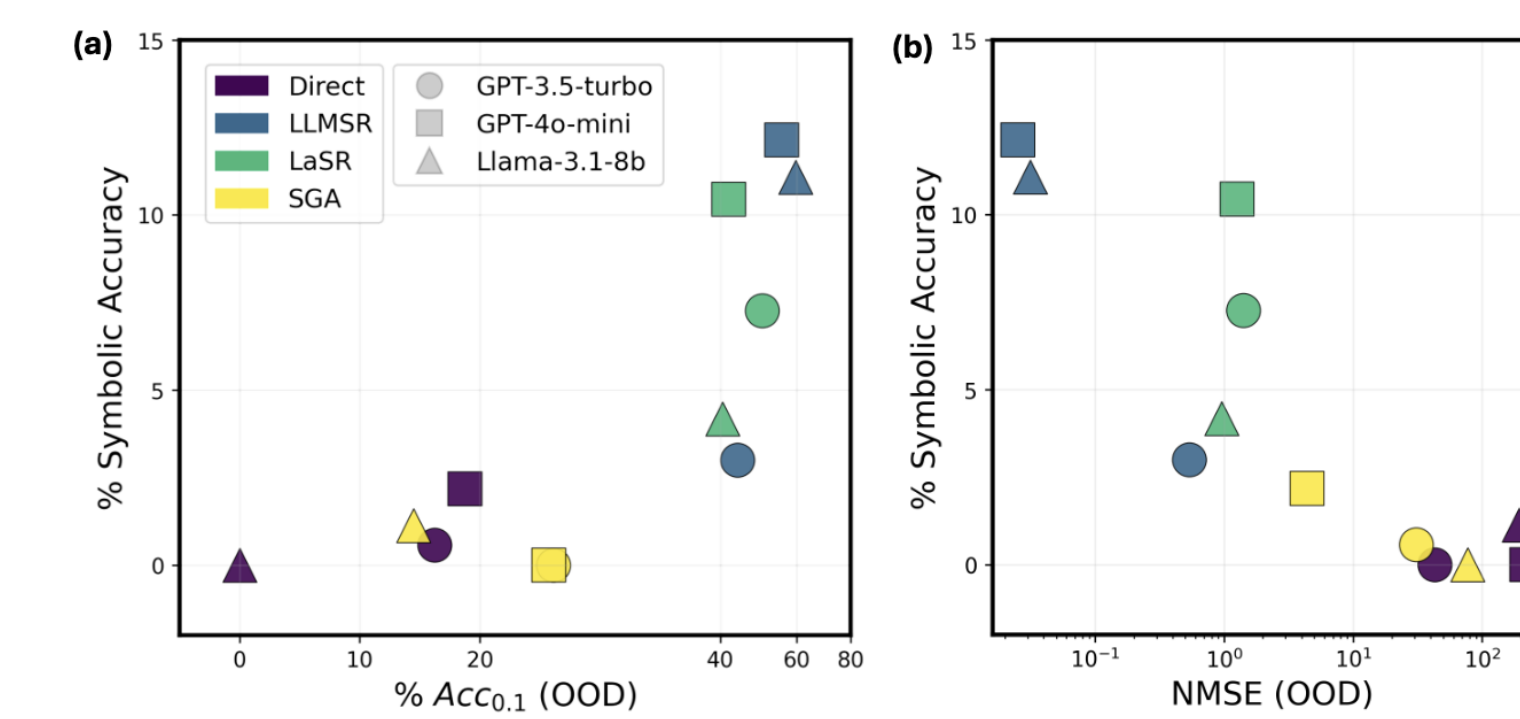 (a)
15
10
5
0
% Symbolic Accuracy
Direct
LLMSR
LaSR
SGA
GPT-3.5-turbo
GPT-4o-mini
Llama-3.1-8b
0 10 20 40 60 80
% Acc₀.₁ (OOD)
(b)
15
10
5
0
% Symbolic Accuracy
10⁻¹ 10⁰ 10¹ 10²
NMSE (OOD)